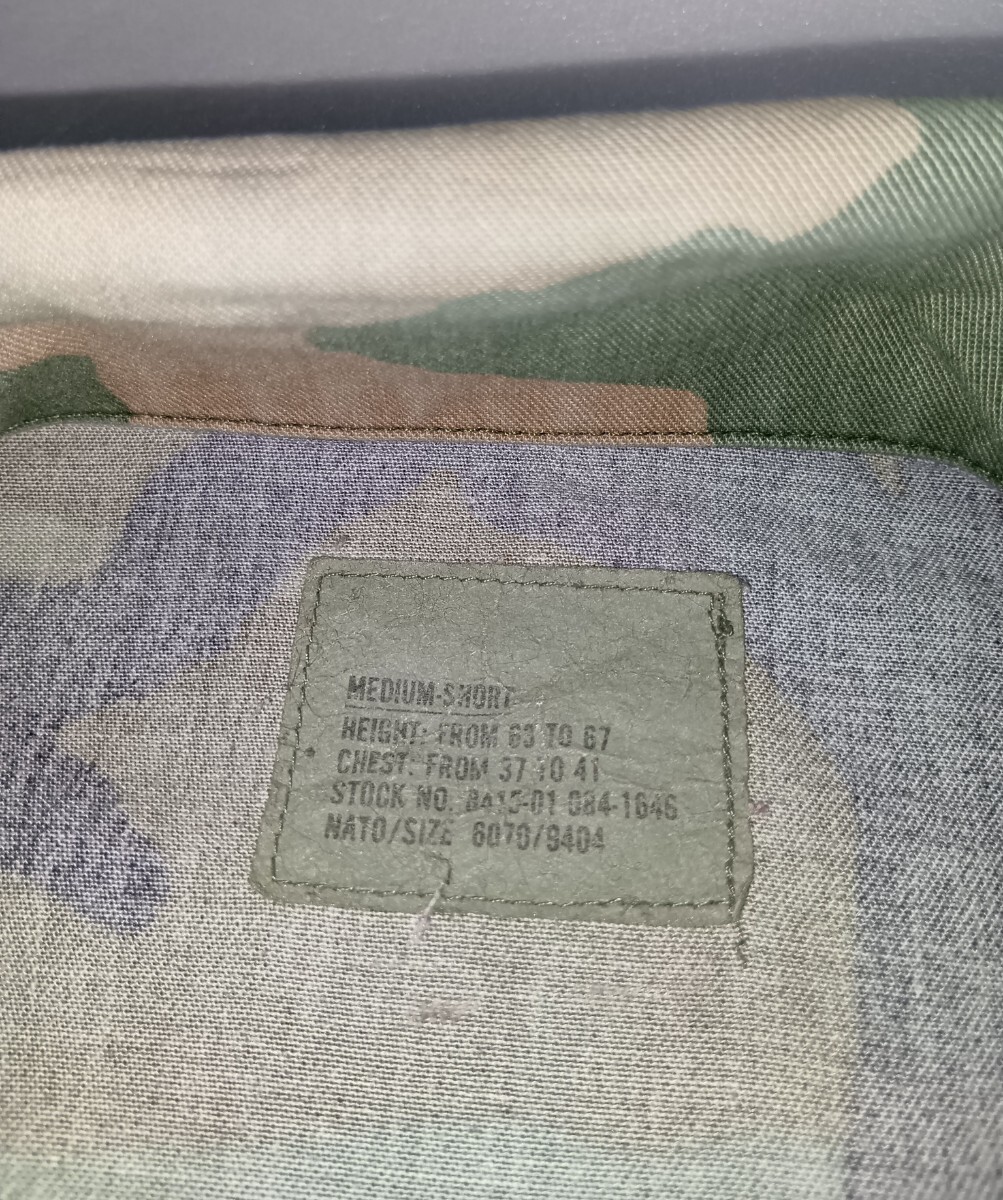 MEDIUM-SHORT
HEIGHT: FROM 63 TO 67
CHEST: FROM 37 TO 41
STOCK NO. 8415-01 084-1646
NATO/SIZE 6070/9404